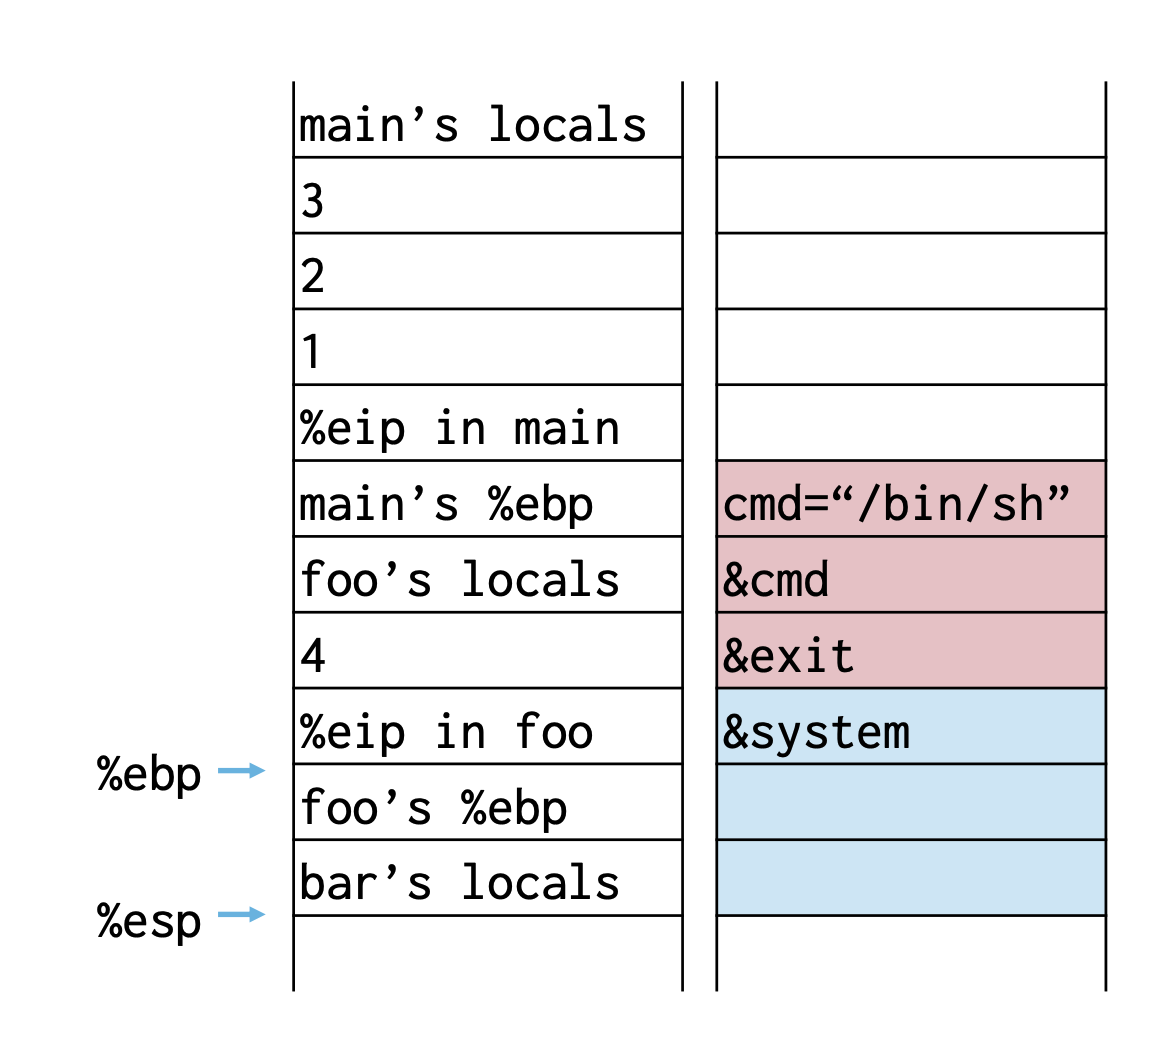 main’s locals
3
2
1
%eip in main
main’s %ebp
cmd=“/bin/sh”
foo’s locals
&cmd
4
&exit
%eip in foo
&system
%ebp
foo’s %ebp
bar’s locals
%esp